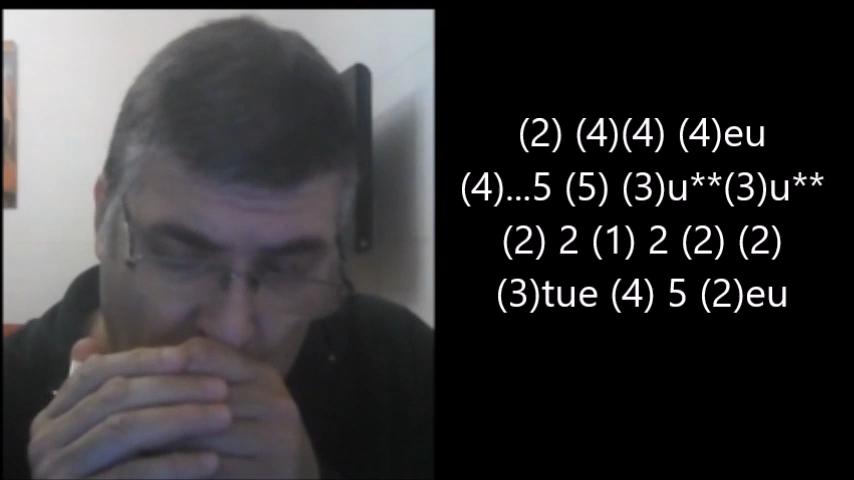 (2) (4)(4) (4)eu
(4)...5 (5) (3)u**(3)u**
(2) 2 (1) 2 (2) (2)
(3)tue (4) 5 (2)eu